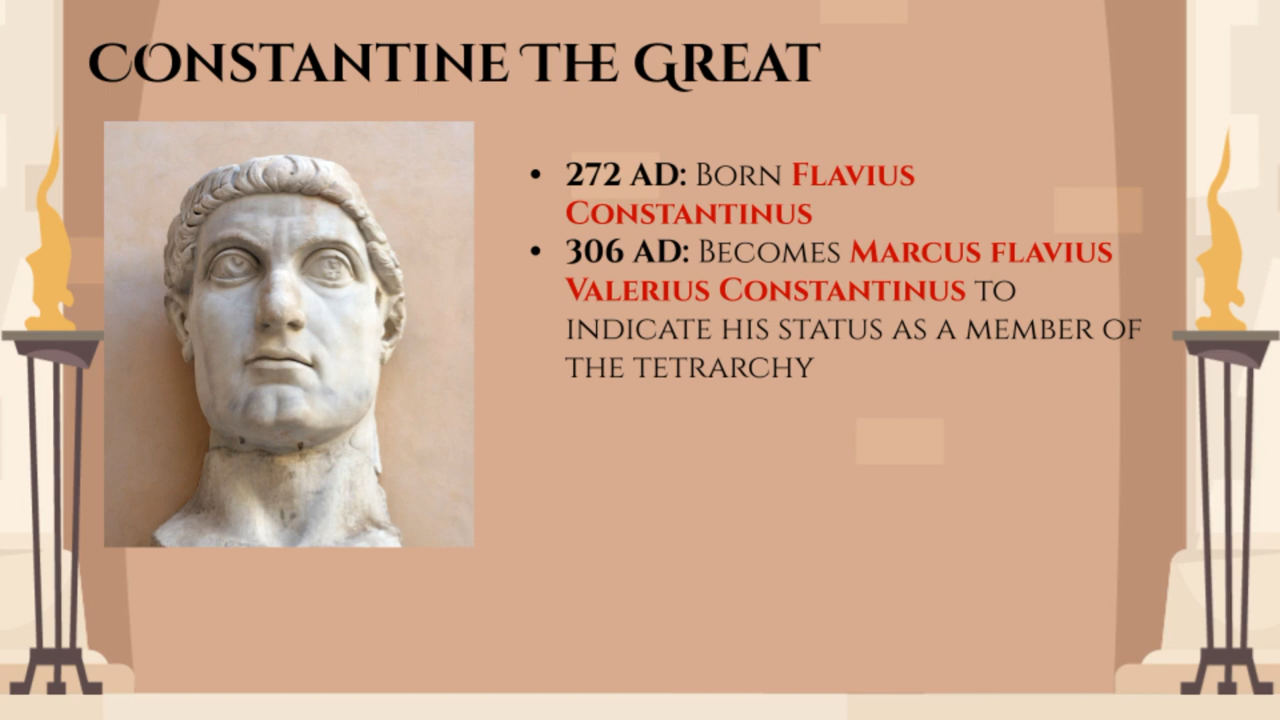 Constantine The Great
• 272 AD: Born Flavius
Constantinus
• 306 AD: Becomes Marcus flavius
Valerius Constantinus to
indicate his status as a member of
the tetrarchy